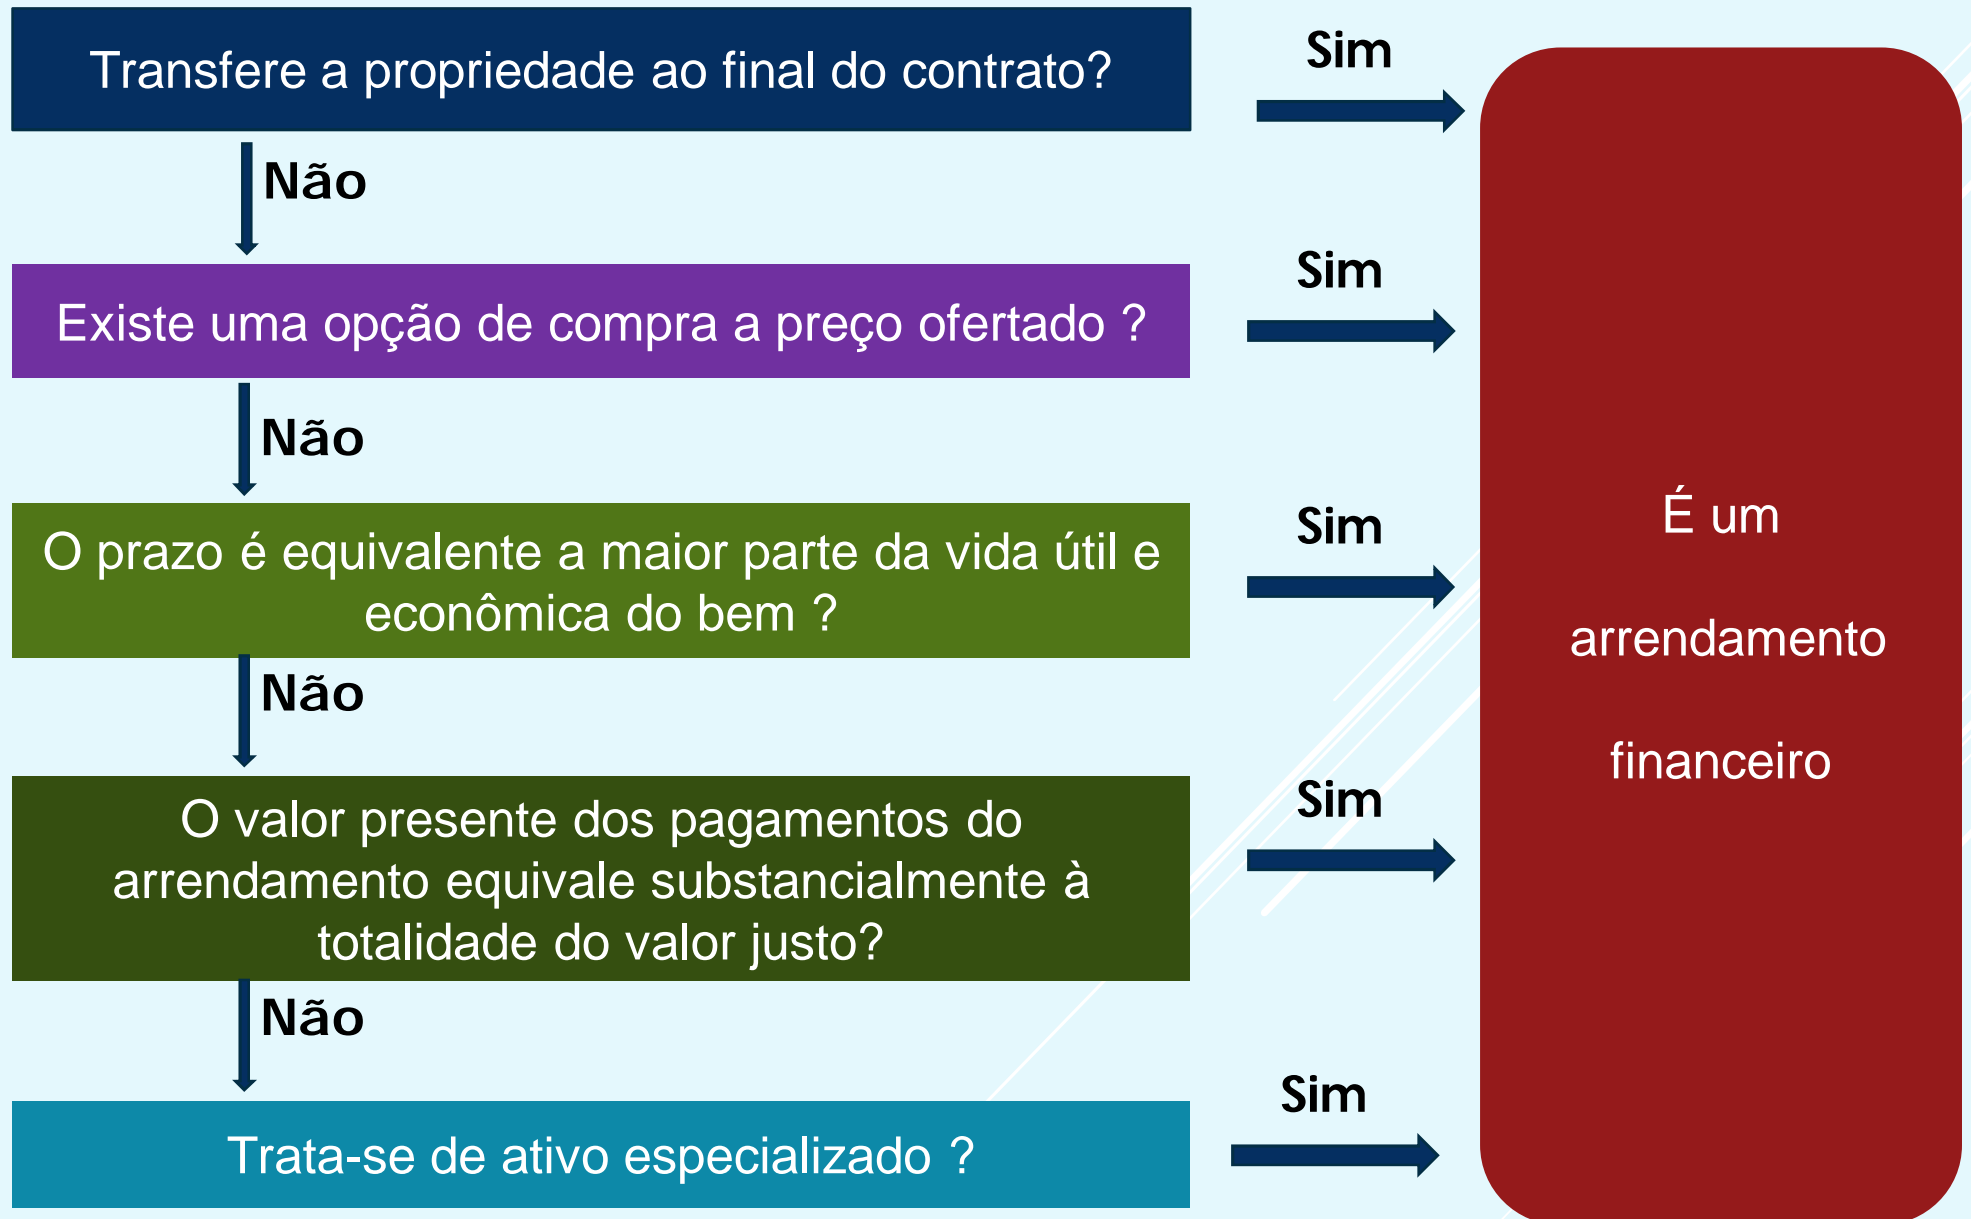 Transfere a propriedade ao final do contrato?
Sim
Não
Existe uma opção de compra a preço ofertado ?
Sim
Não
O prazo é equivalente a maior parte da vida útil e
econômica do bem ?
Sim
Não
O valor presente dos pagamentos do
arrendamento equivale substancialmente à
totalidade do valor justo?
Sim
Não
Trata-se de ativo especializado ?
Sim
É um
arrendamento
financeiro